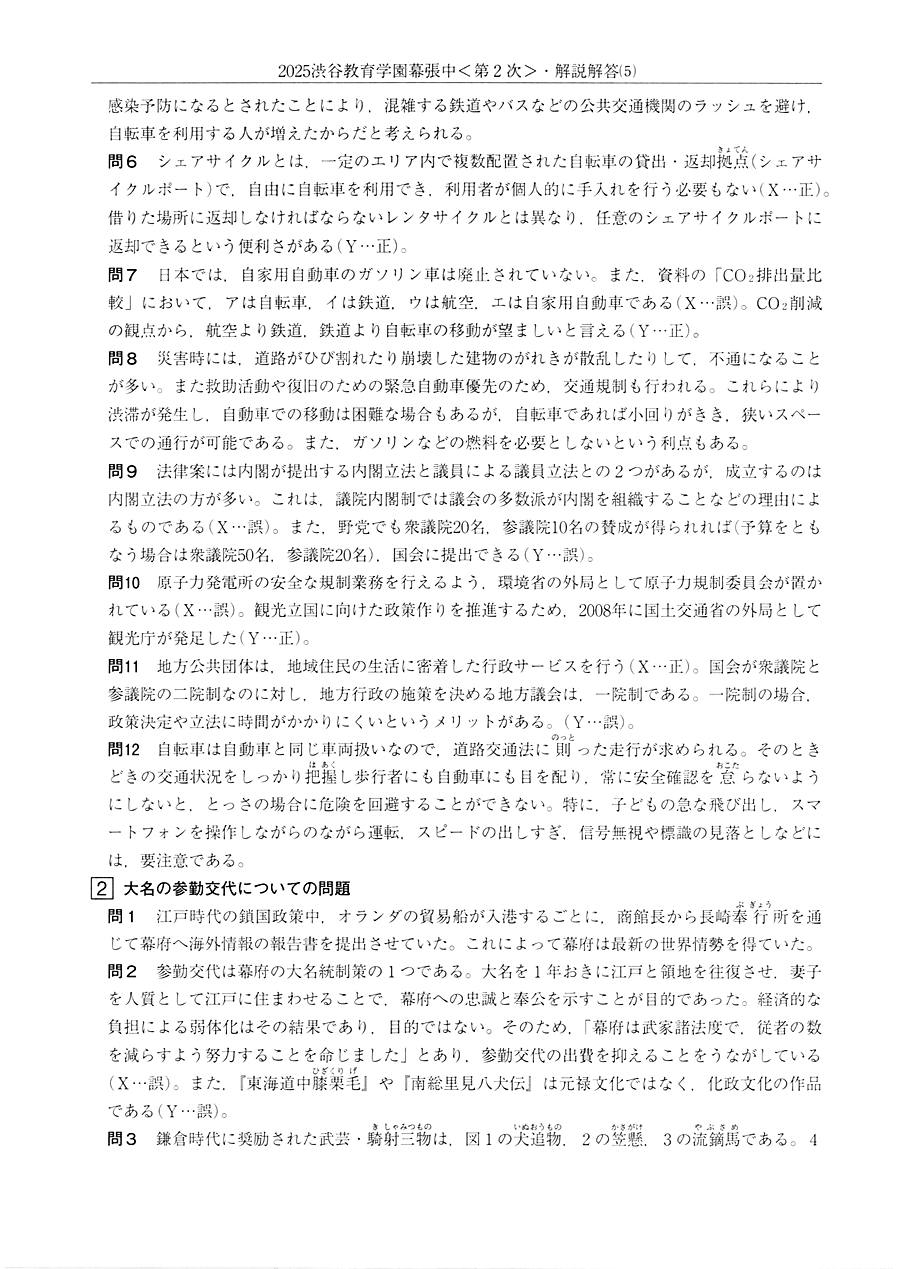 2025渋谷教育学園幕張中＜第２次＞・解説解答(5)
感染予防になるとされたことにより，混雑する鉄道やバスなどの公共交通機関のラッシュを避け，
自転車を利用する人が増えたからだと考えられる。
問６　シェアサイクルとは，一定のエリア内で複数配置された自転車の貸出・返却拠点(シェアサ
イクルポート)で，自由に自転車を利用でき，利用者が個人的に手入れを行う必要もない(Ｘ…正)。
借りた場所に返却しなければならないレンタサイクルとは異なり，任意のシェアサイクルポートに
返却できるという便利さがある(Ｙ…正)。
問７　日本では，自家用自動車のガソリン車は廃止されていない。また，資料の「CO₂排出量比
較」において，アは自転車，イは鉄道，ウは航空，エは自家用自動車である(Ｘ…誤)。CO₂削減
の観点から，航空より鉄道，鉄道より自転車の移動が望ましいと言える(Ｙ…正)。
問８　災害時には，道路がひび割れたり崩壊した建物のがれきが散乱したりして，不通になること
が多い。また救助活動や復旧のための緊急自動車優先のため，交通規制も行われる。これらにより
渋滞が発生し，自動車での移動は困難な場合もあるが，自転車であれば小回りがきき，狭いスペー
スでの通行が可能である。また，ガソリンなどの燃料を必要としないという利点もある。
問９　法律案には内閣が提出する内閣立法と議員による議員立法との２つがあるが，成立するのは
内閣立法の方が多い。これは，議院内閣制では議会の多数派が内閣を組織することなどの理由によ
るものである(Ｘ…誤)。また，野党でも衆議院20名，参議院10名の賛成が得られれば(予算をとも
なう場合は衆議院50名，参議院20名)，国会に提出できる(Ｙ…誤)。
問10　原子力発電所の安全な規制業務を行えるよう，環境省の外局として原子力規制委員会が置か
れている(Ｘ…誤)。観光立国に向けた政策作りを推進するため，2008年に国土交通省の外局として
観光庁が発足した(Ｙ…正)。
問11　地方公共団体は，地域住民の生活に密着した行政サービスを行う(Ｘ…正)。国会が衆議院と
参議院の二院制なのに対し，地方行政の施策を決める地方議会は，一院制である。一院制の場合，
政策決定や立法に時間がかかりにくいというメリットがある。(Ｙ…誤)。
問12　自転車は自動車と同じ車両扱いなので，道路交通法に則った走行が求められる。そのとき
どきの交通状況をしっかり把握し歩行者にも自動車にも目を配り，常に安全確認を怠らないよう
にしないと，とっさの場合に危険を回避することができない。特に，子どもの急な飛び出し，スマ
ートフォンを操作しながらのながら運転，スピードの出しすぎ，信号無視や標識の見落としなどに
は，要注意である。
２　大名の参勤交代についての問題
問１　江戸時代の鎖国政策中，オランダの貿易船が入港するごとに，商館長から長崎奉行所を通
じて幕府へ海外情報の報告書を提出させていた。これによって幕府は最新の世界情勢を得ていた。
問２　参勤交代は幕府の大名統制策の１つである。大名を１年おきに江戸と領地を往復させ，妻子
を人質として江戸に住まわせることで，幕府への忠誠と奉公を示すことが目的であった。経済的な
負担による弱体化はその結果であり，目的ではない。そのため，「幕府は武家諸法度で，従者の数
を減らすよう努力することを命じました」とあり，参勤交代の出費を抑えることをうながしている
(Ｘ…誤)。また，『東海道中膝栗毛』や『南総里見八犬伝』は元禄文化ではなく，化政文化の作品
である(Ｙ…誤)。
問３　鎌倉時代に奨励された武芸・騎射三物は，図１の犬追物，２の笠懸，３の流鏑馬である。４